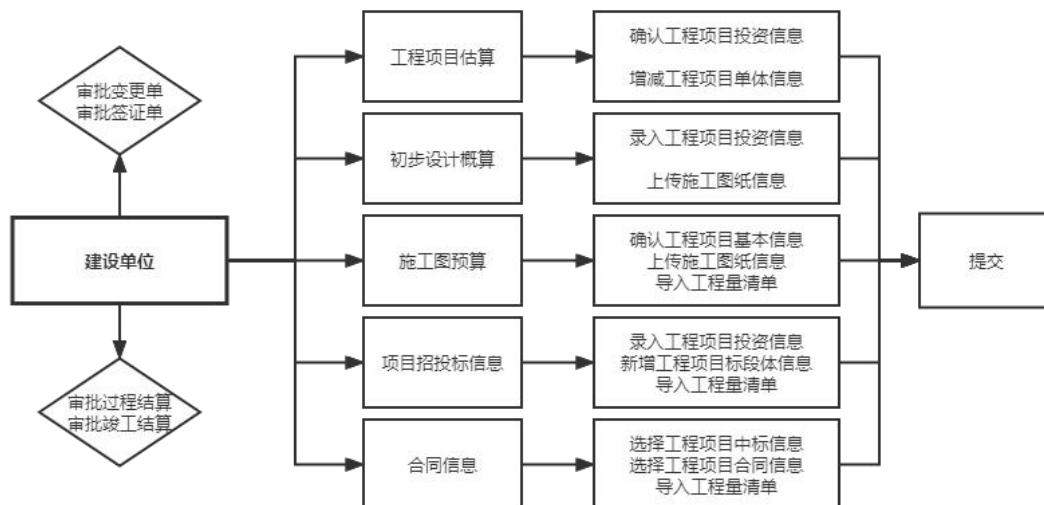 审批变更单
审批签证单
建设单位
审批过程结算
审批竣工结算
工程项目估算
确认工程项目投资信息
增减工程项目单体信息
初步设计概算
录入工程项目投资信息
上传施工图纸信息
施工图预算
确认工程项目基本信息
上传施工图纸信息
导入工程量清单
项目招投标信息
录入工程项目投资信息
新增工程项目标段体信息
导入工程量清单
合同信息
选择工程项目中标信息
选择工程项目合同信息
导入工程量清单
提交